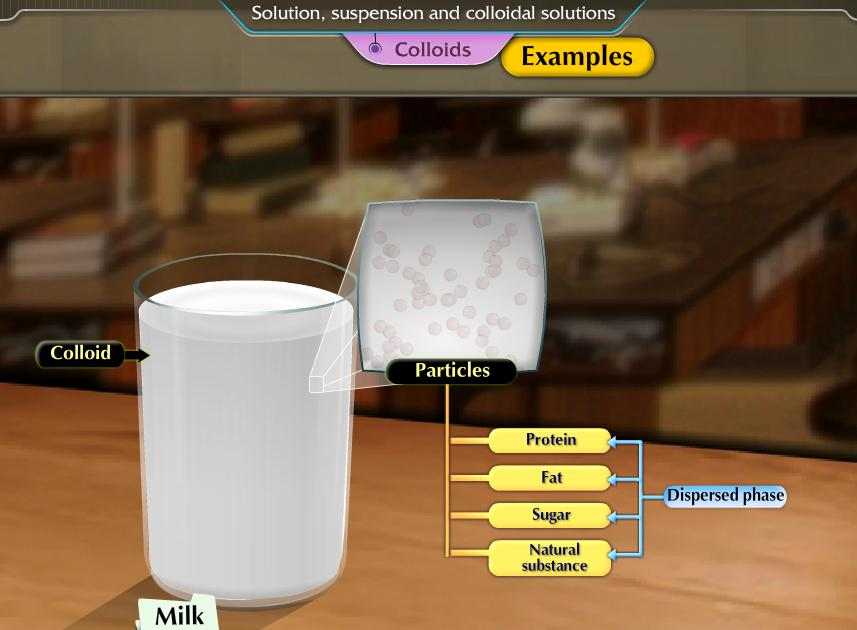 Solution, suspension and colloidal solutions
Colloids
Examples
Colloid
Particles
Protein
Fat
Sugar
Natural
substance
Dispersed phase
Milk